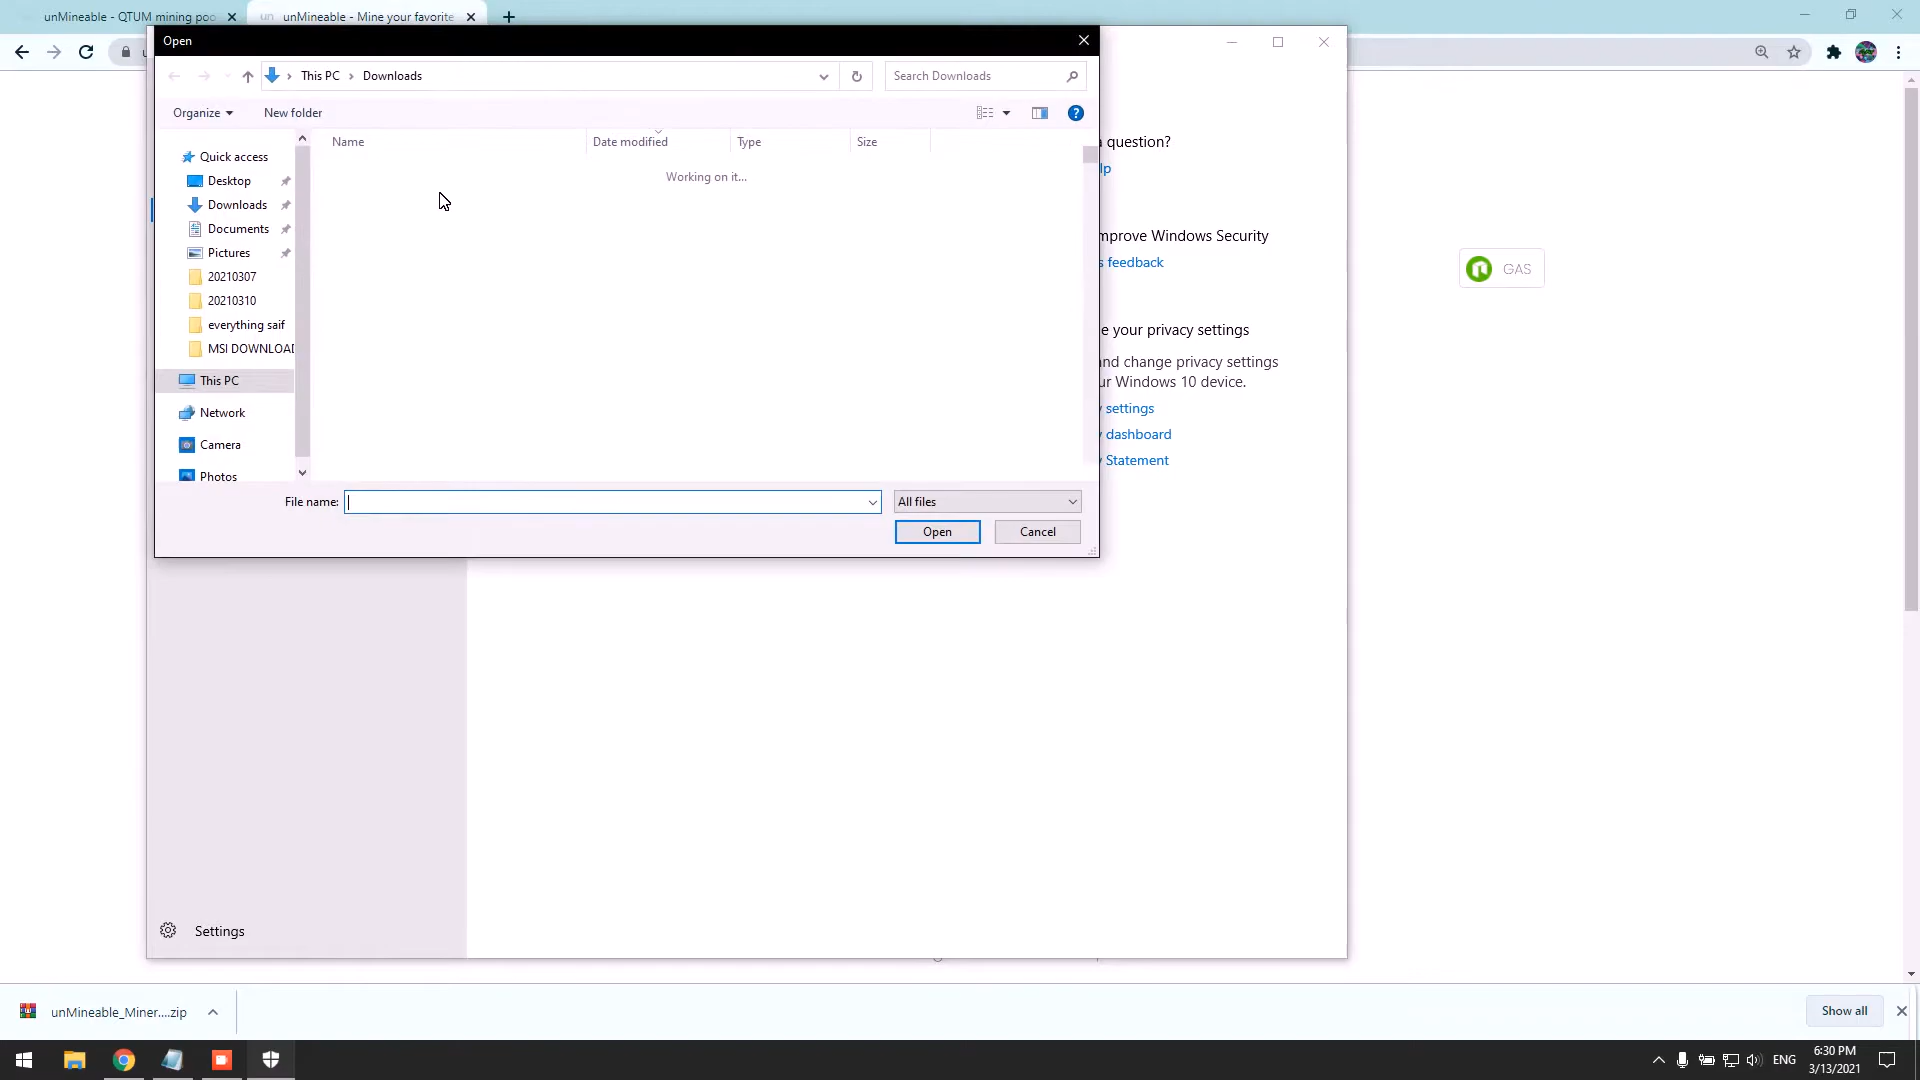 unMineable - QTUM mining poo
un unMineable - Mine your favorite
Open
This PC > Downloads
Search Downloads
Organize
New folder
Name
Date modified
Type
Size
Working on it...
Quick access
Desktop
Downloads
Documents
Pictures
20210307
20210310
everything saif
MSI DOWNLOAD
This PC
Network
Camera
Photos
File name:
All files
Open
Cancel
a question?
lp
mprove Windows Security
s feedback
e your privacy settings
and change privacy settings
ur Windows 10 device.
y settings
y dashboard
y Statement
GAS
Settings
unMineable_Miner....zip
Show all
ENG
6:30 PM
3/13/2021